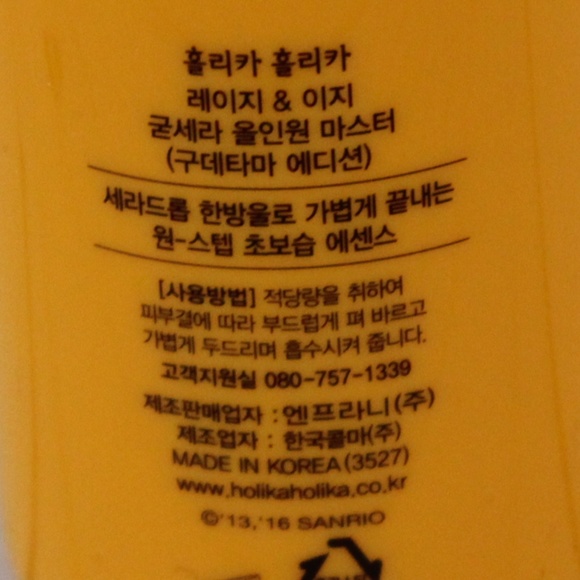 홀리카 홀리카
레이지 & 이지
굳세라 올인원 마스터
(구데타마 에디션)
세라드롭 한방울로 가볍게 끝내는
원-스텝 초보습 에센스
[사용방법] 적당량을 취하여
피부결에 따라 부드럽게 펴 바르고
가볍게 두드리며 흡수시켜 줍니다.
고객지원실 080-757-1339
제조판매업자 : 엔프라니(주)
제조업자 : 한국콜마(주)
MADE IN KOREA (3527)
www.holikaholika.co.kr
©'13,'16 SANRIO